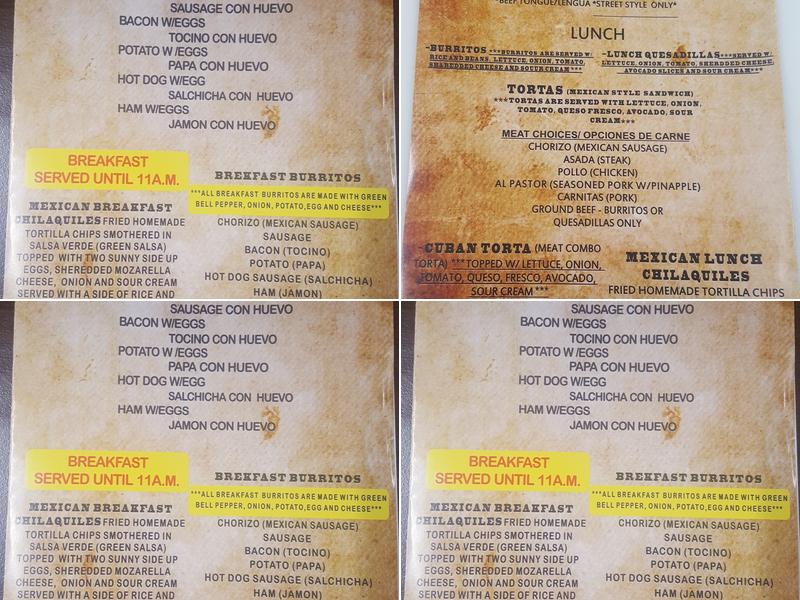 SAUSAGE CON HUEVO
BACON W/EGGS
TOCINO CON HUEVO
POTATO W /EGGS
PAPA CON HUEVO
HOT DOG W/EGG
SALCHICHA CON HUEVO
HAM W/EGGS
JAMON CON HUEVO
BREAKFAST
SERVED UNTIL 11A.M.
MEXICAN BREAKFAST
CHILAQUILES FRIED HOMEMADE
TORTILLA CHIPS SMOTHERED IN
SALSA VERDE (GREEN SALSA)
TOPPED WITH TWO SUNNY SIDE UP
EGGS, SHEREDDED MOZARELLA
CHEESE, ONION AND SOUR CREAM
SERVED WITH A SIDE OF RICE AND
BREKFAST BURRITOS
***ALL BREAKFAST BURRITOS ARE MADE WITH GREEN
BELL PEPPER, ONION, POTATO,EGG AND CHEESE***
CHORIZO (MEXICAN SAUSAGE)
SAUSAGE
BACON (TOCINO)
POTATO (PAPA)
HOT DOG SAUSAGE (SALCHICHA)
HAM (JAMON)
*BEEF TONGUE/LENGUA *STREET STYLE ONLY*
LUNCH
-BURRITOS ***BURRITOS ARE SERVED W/
RICE AND BEANS, LETTUCE, ONION, TOMATO,
SHAREDDED CHEESE AND SOUR CREAM***
-LUNCH QUESADILLAS***SERVED W/
LETTUCE, ONION, TOMATO, SHERDDED CHEESE,
AVOCADO SLICES AND SOUR CREAM***
TORTAS (MEXICAN STYLE SANDWICH)
***TORTAS ARE SERVED WITH LETTUCE, ONION,
TOMATO, QUESO FRESCO, AVOCADO, SOUR
CREAM***
MEAT CHOICES/ OPCIONES DE CARNE
CHORIZO (MEXICAN SAUSAGE)
ASADA (STEAK)
POLLO (CHICKEN)
AL PASTOR (SEASONED PORK W/PINAPPLE)
CARNITAS (PORK)
GROUND BEEF - BURRITOS OR
QUESADILLAS ONLY
-CUBAN TORTA (MEAT COMBO
TORTA) ***TOPPED W/ LETTUCE, ONION,
TOMATO, QUESO, FRESCO, AVOCADO,
SOUR CREAM***
MEXICAN LUNCH
CHILAQUILES
FRIED HOMEMADE TORTILLA CHIPS
SAUSAGE CON HUEVO
BACON W/EGGS
TOCINO CON HUEVO
POTATO W /EGGS
PAPA CON HUEVO
HOT DOG W/EGG
SALCHICHA CON HUEVO
HAM W/EGGS
JAMON CON HUEVO
BREAKFAST
SERVED UNTIL 11A.M.
MEXICAN BREAKFAST
CHILAQUILES FRIED HOMEMADE
TORTILLA CHIPS SMOTHERED IN
SALSA VERDE (GREEN SALSA)
TOPPED WITH TWO SUNNY SIDE UP
EGGS, SHEREDDED MOZARELLA
CHEESE, ONION AND SOUR CREAM
SERVED WITH A SIDE OF RICE AND
BREKFAST BURRITOS
***ALL BREAKFAST BURRITOS ARE MADE WITH GREEN
BELL PEPPER, ONION, POTATO,EGG AND CHEESE***
CHORIZO (MEXICAN SAUSAGE)
SAUSAGE
BACON (TOCINO)
POTATO (PAPA)
HOT DOG SAUSAGE (SALCHICHA)
HAM (JAMON)
SAUSAGE CON HUEVO
BACON W/EGGS
TOCINO CON HUEVO
POTATO W /EGGS
PAPA CON HUEVO
HOT DOG W/EGG
SALCHICHA CON HUEVO
HAM W/EGGS
JAMON CON HUEVO
BREAKFAST
SERVED UNTIL 11A.M.
MEXICAN BREAKFAST
CHILAQUILES FRIED HOMEMADE
TORTILLA CHIPS SMOTHERED IN
SALSA VERDE (GREEN SALSA)
TOPPED WITH TWO SUNNY SIDE UP
EGGS, SHEREDDED MOZARELLA
CHEESE, ONION AND SOUR CREAM
SERVED WITH A SIDE OF RICE AND
BREKFAST BURRITOS
***ALL BREAKFAST BURRITOS ARE MADE WITH GREEN
BELL PEPPER, ONION, POTATO,EGG AND CHEESE***
CHORIZO (MEXICAN SAUSAGE)
SAUSAGE
BACON (TOCINO)
POTATO (PAPA)
HOT DOG SAUSAGE (SALCHICHA)
HAM (JAMON)